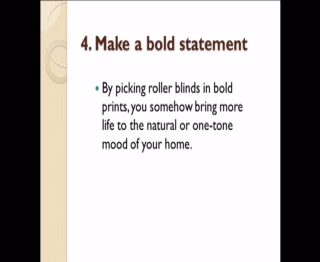 4. Make a bold statement
By picking roller blinds in bold
prints, you somehow bring more
life to the natural or one-tone
mood of your home.